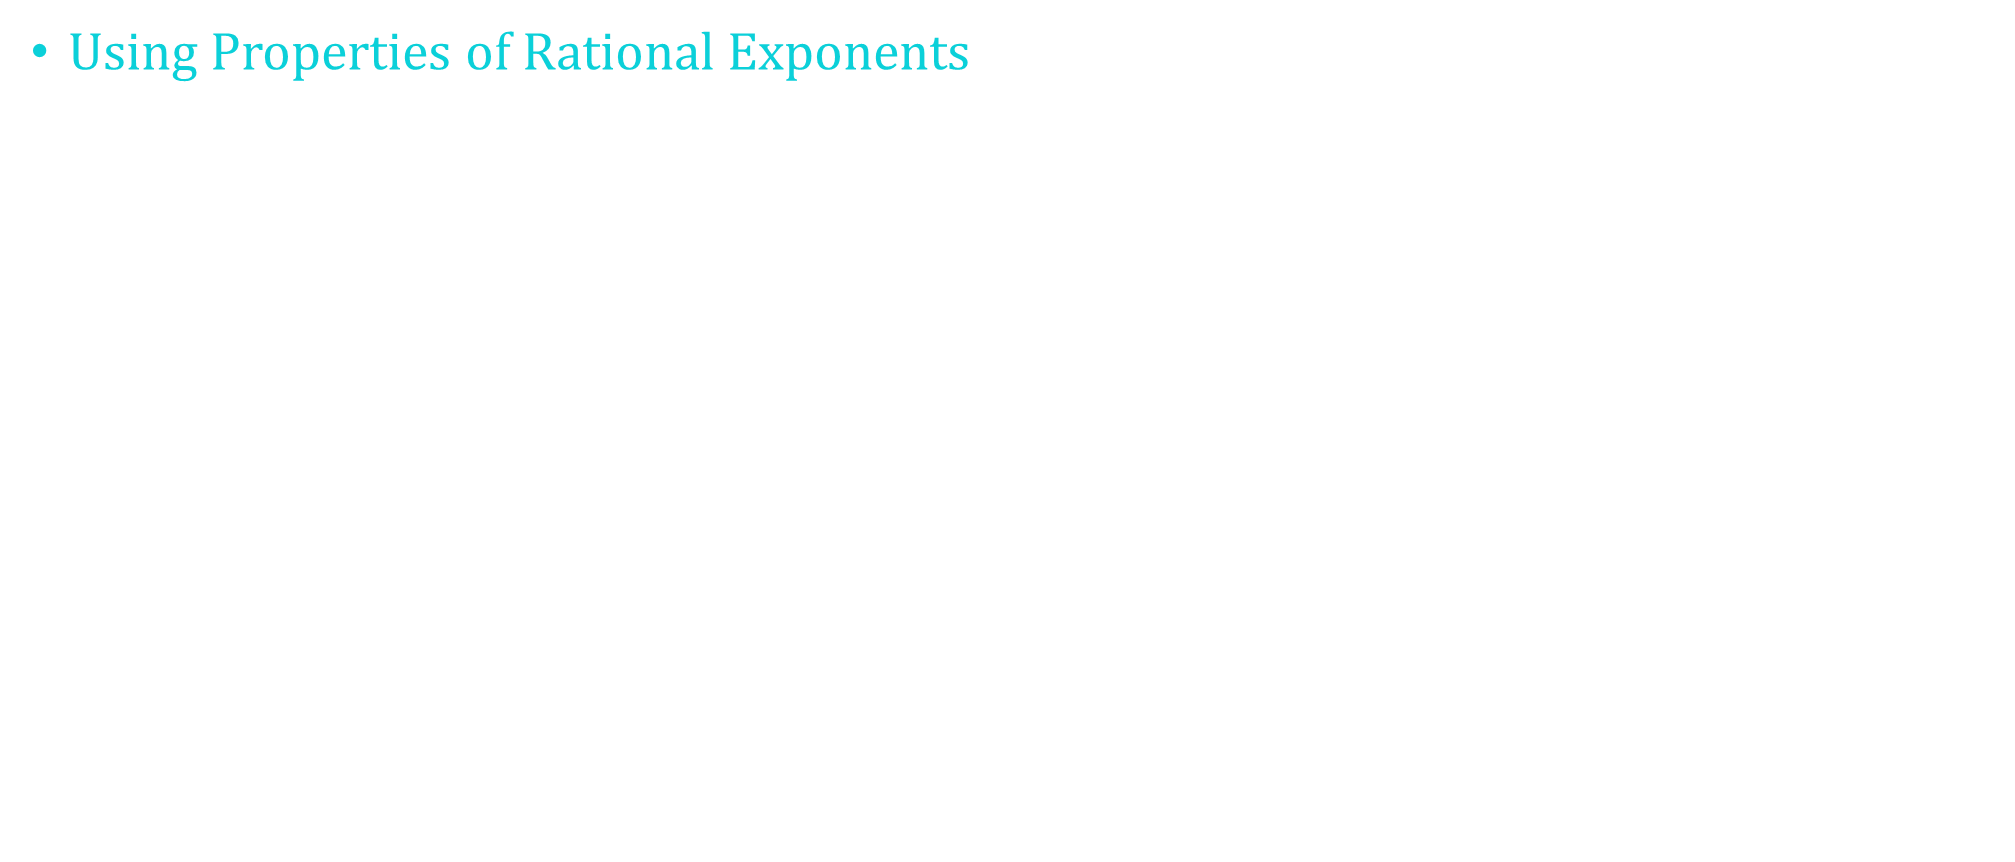 • Using Properties of Rational Exponents